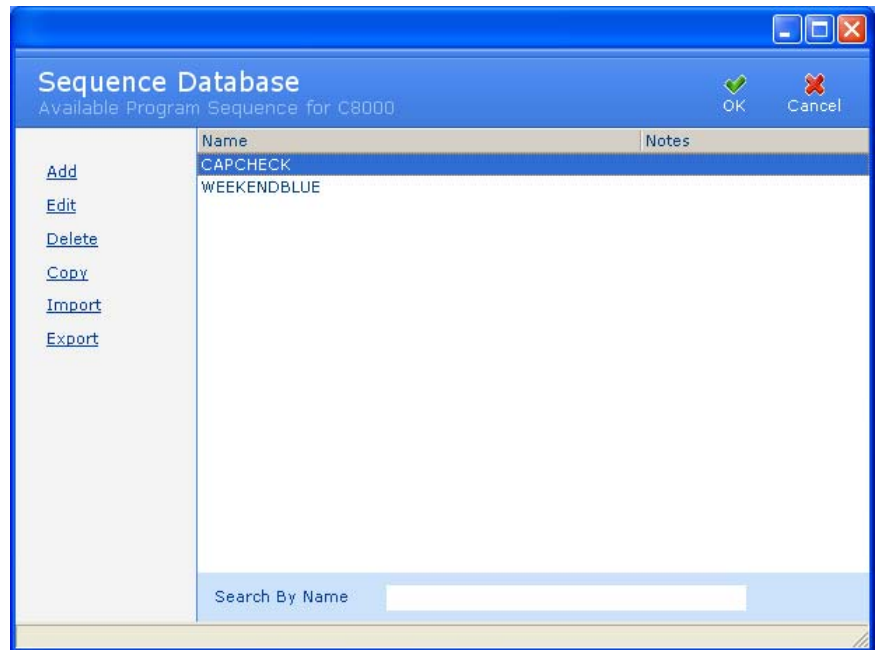 Sequence Database
Available Program Sequence for C8000
OK
Cancel
Add
Edit
Delete
Copy
Import
Export
Name Notes
CAPCHECK
WEEKENDBLUE
Search By Name